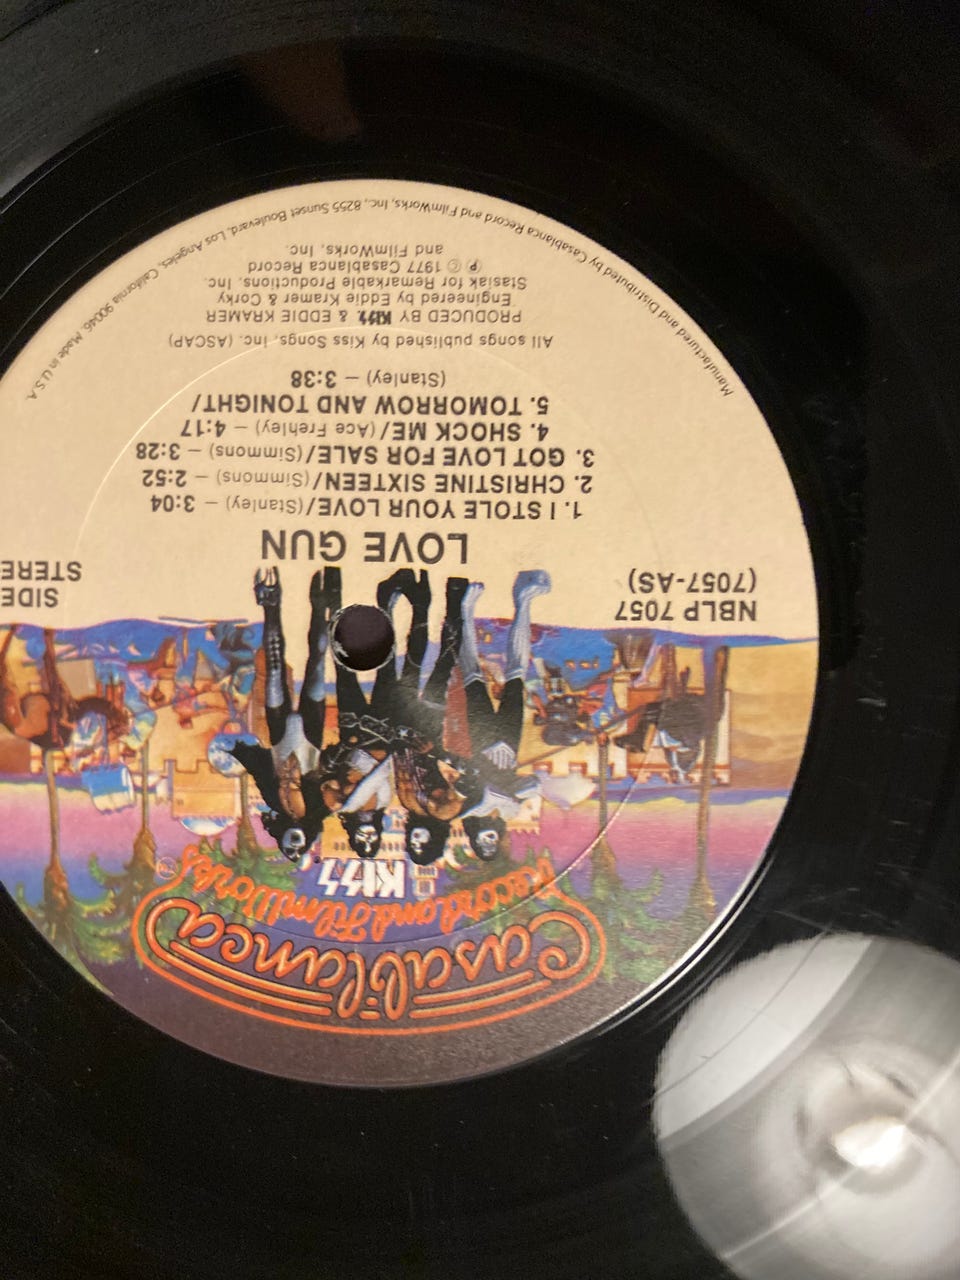 Casablanca
Record and FilmWorks
KISS
NBLP 7057
(7057-AS)
SIDE
STERE
LOVE GUN
1. I STOLE YOUR LOVE/(Stanley) — 3:04
2. CHRISTINE SIXTEEN/(Simmons) — 2:52
3. GOT LOVE FOR SALE/(Simmons) — 3:28
4. SHOCK ME/(Ace Frehley) — 4:17
5. TOMORROW AND TONIGHT/
(Stanley) — 3:38
All songs published by Kiss Songs, Inc. (ASCAP)
PRODUCED BY KISS & EDDIE KRAMER
Engineered by Eddie Kramer & Corky
Stasiak for Remarkable Productions, Inc.
℗ © 1977 Casablanca Record
and FilmWorks, Inc.
Manufactured and Distributed by Casablanca Record and FilmWorks, Inc. 8255 Sunset Boulevard, Los Angeles, California 90046. Made in U.S.A.